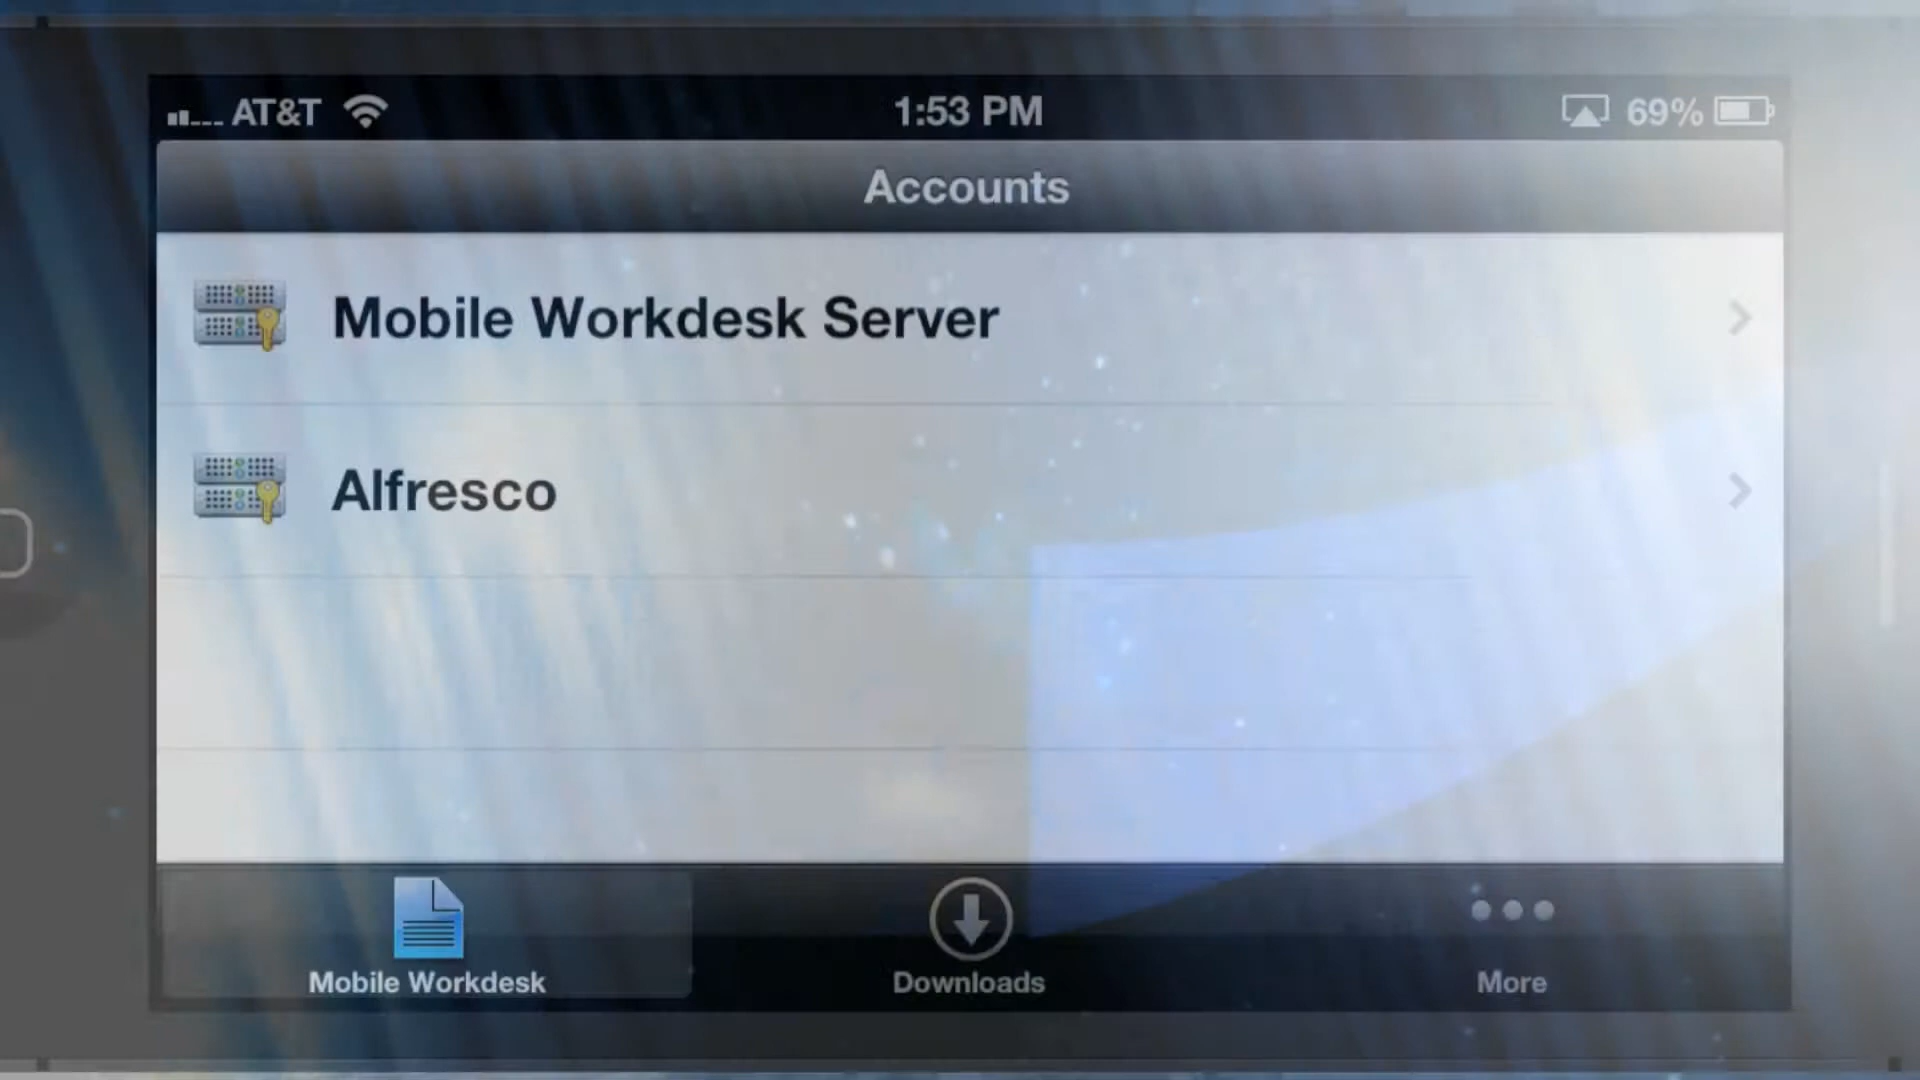 AT&T 1:53 PM 69%
Accounts
Mobile Workdesk Server
Alfresco
Mobile Workdesk Downloads More